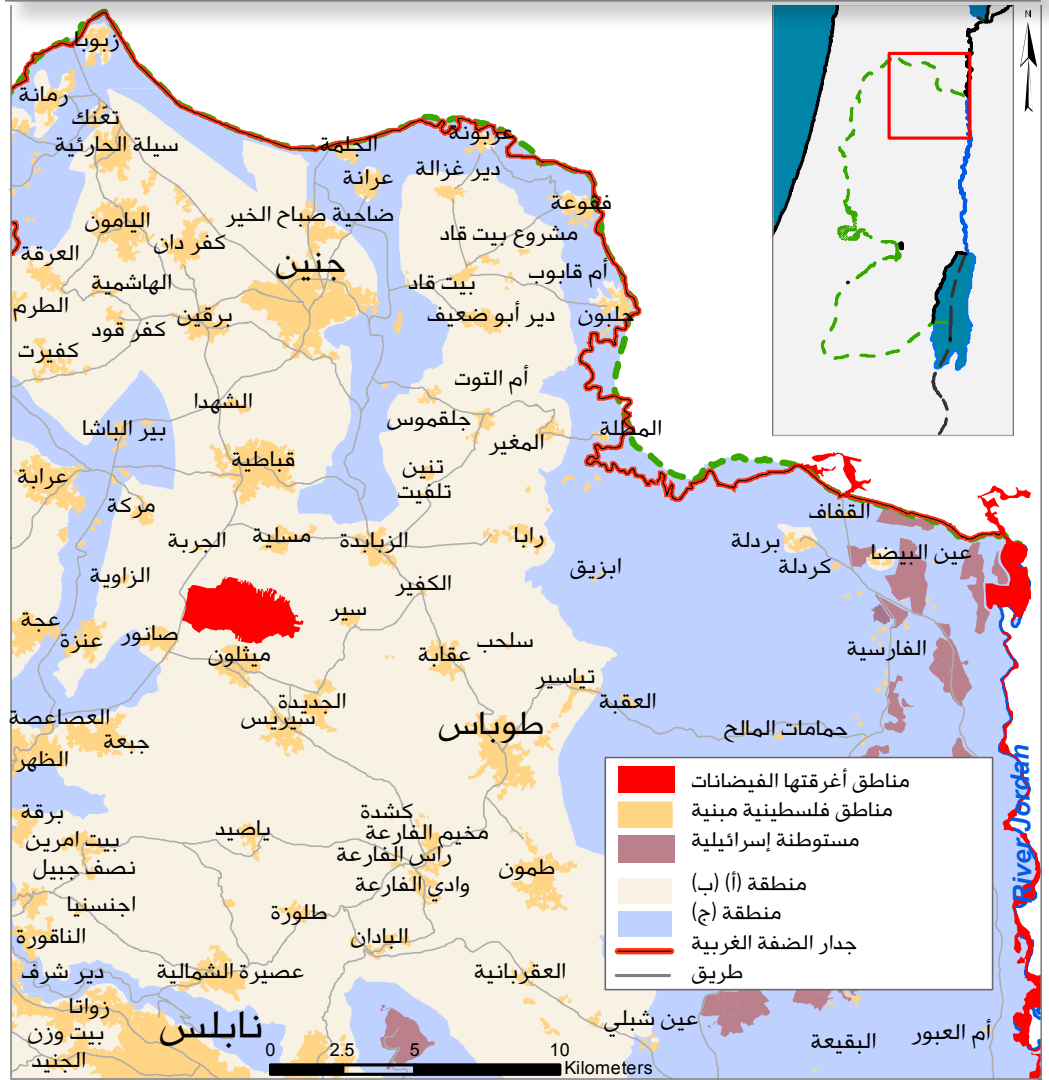 N
زبوبا
رمانة
تعّنك
سيلة الحارثية
الجلمة
عربونة
عرانة
دير غزالة
فقوعة
اليامون
ضاحية صباح الخير
كفر دان
مشروع بيت قاد
العرقة
جنين
أم قابوب
الهاشمية
بيت قاد
الطرم
برقين
كفر قود
دير أبو ضعيف
جلبون
كفيرت
أم التوت
الشهدا
جلقموس
بير الباشا
المغير
المطلة
قباطية
تنين
عرابة
تلفيت
مركة
القفاف
الجربة
مسلية
الزبابدة
رابا
بردلة
عين البيضا
كردلة
ابزيق
الزاوية
الكفير
سير
عجة
عنزة
صانور
سلحب
الفارسية
ميثلون
عقابة
تياسير
الجديدة
العقبة
سيريس
العصاعصة
طوباس
حمامات المالح
جبعة
الظهر
مناطق أغرقتها الفيضانات
مناطق فلسطينية مبنية
مستوطنة إسرائيلية
منطقة (أ) (ب)
منطقة (ج)
جدار الضفة الغربية
طريق
River Jordan
برقة
كشدة
ياصيد
مخيم الفارعة
بيت امرين
راس الفارعة
نصف جبيل
طمون
وادي الفارعة
اجنسنيا
طلوزة
الناقورة
الباذان
دير شرف
عصيرة الشمالية
العقربانية
زواتا
نابلس
بيت وزن
عين شبلي
أم العبور
البقيعة
الجنيد
0 2.5 5 10
Kilometers